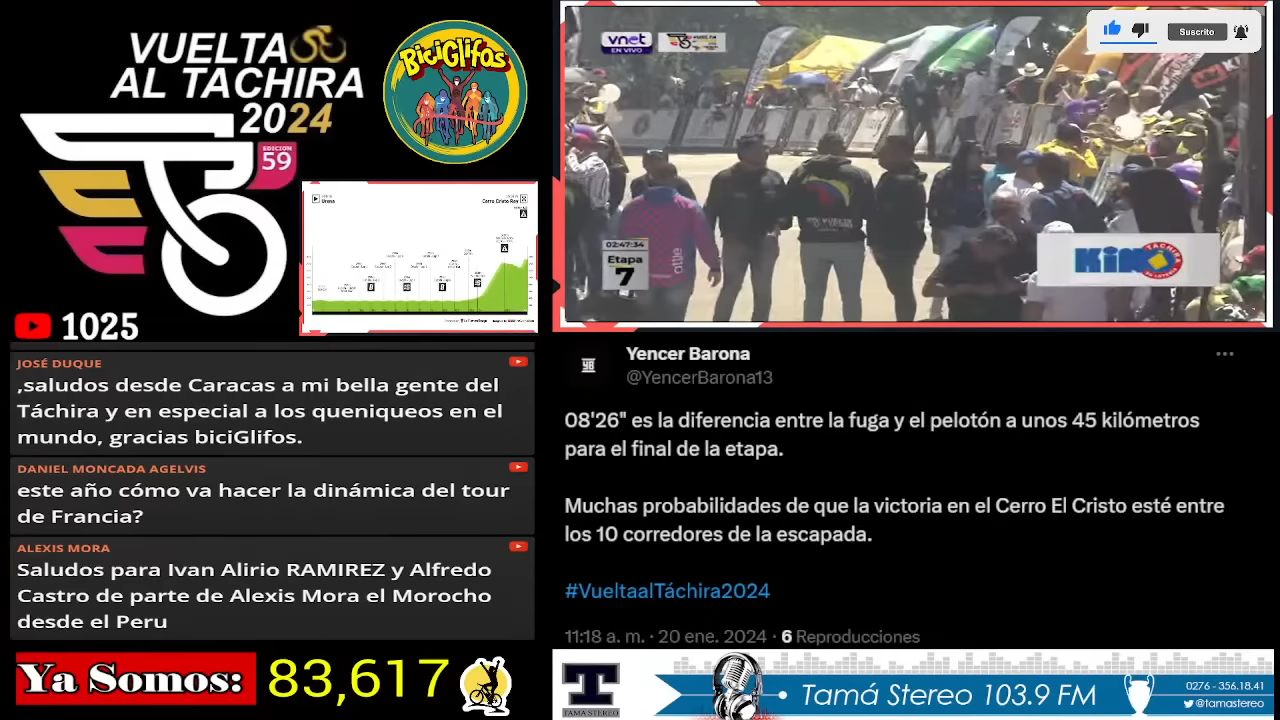 VUELTA
AL TACHIRA
2024
EDICION
59
BiciGlifos
1025
Cerro Cristo Rey
JOSÉ DUQUE
,saludos desde Caracas a mi bella gente del
Táchira y en especial a los queniqueos en el
mundo, gracias biciGlifos.
DANIEL MONCADA AGELVIS
este año cómo va hacer la dinámica del tour
de Francia?
ALEXIS MORA
Saludos para Ivan Alirio RAMIREZ y Alfredo
Castro de parte de Alexis Mora el Morocho
desde el Peru
Ya Somos: 83,617
vnet
EN VIVO
Suscrito
02:47:34
Etapa
7
Kino TACHIRA
Yencer Barona
@YencerBarona13
08'26" es la diferencia entre la fuga y el pelotón a unos 45 kilómetros
para el final de la etapa.
Muchas probabilidades de que la victoria en el Cerro El Cristo esté entre
los 10 corredores de la escapada.
#VueltaalTáchira2024
11:18 a. m. · 20 ene. 2024 · 6 Reproducciones
T
TAMA STEREO
Tamá Stereo 103.9 FM
0276 - 356.18.41
@tamastereo